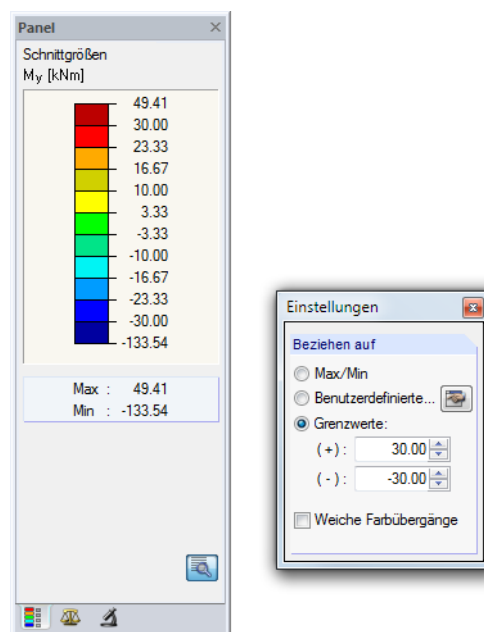 Panel
Schnittgrößen
My [kNm]
49.41
30.00
23.33
16.67
10.00
3.33
-3.33
-10.00
-16.67
-23.33
-30.00
-133.54
Max : 49.41
Min : -133.54
Einstellungen
Beziehen auf
Max/Min
Benutzerdefinierte...
Grenzwerte:
(+) : 30.00
(-) : -30.00
Weiche Farbübergänge